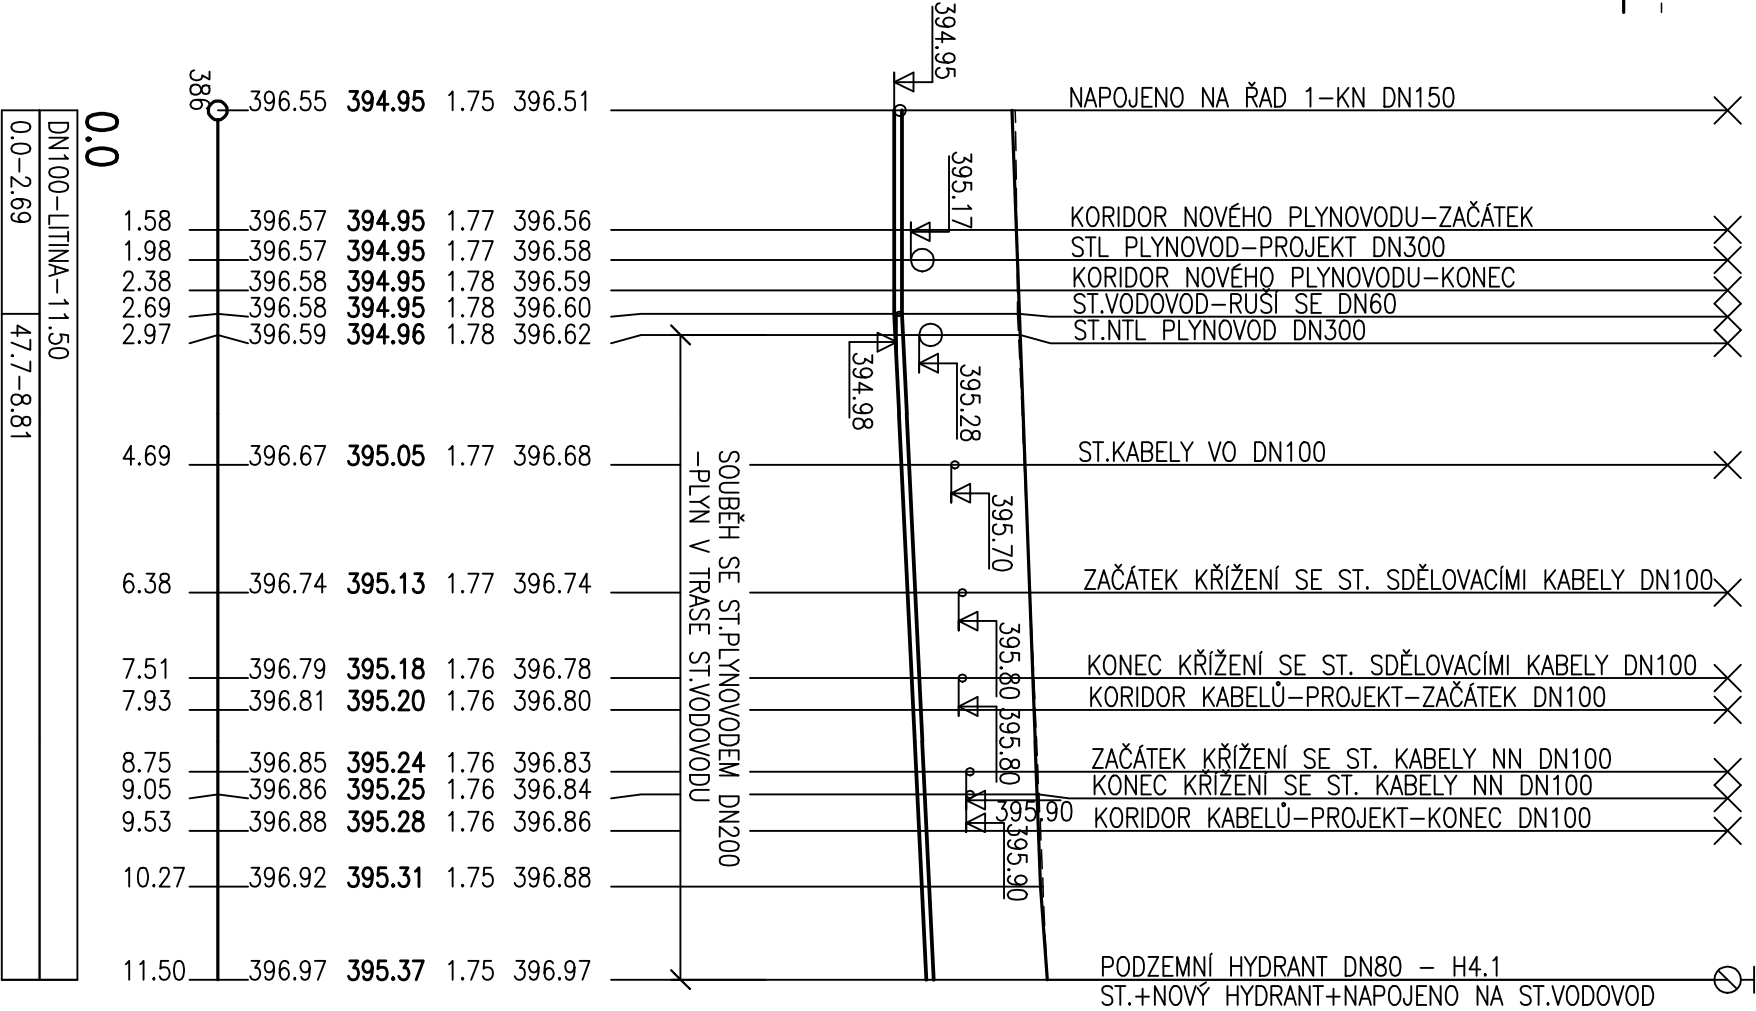 394.95
386
396.55 394.95 1.75 396.51 NAPOJENO NA ŘAD 1-KN DN150
0.0
395.17
1.58 396.57 394.95 1.77 396.56 KORIDOR NOVÉHO PLYNOVODU-ZAČÁTEK
1.98 396.57 394.95 1.77 396.58 STL PLYNOVOD-PROJEKT DN300
2.38 396.58 394.95 1.78 396.59 KORIDOR NOVÉHO PLYNOVODU-KONEC
2.69 396.58 394.95 1.78 396.60 ST.VODOVOD-RUŠÍ SE DN60
2.97 396.59 394.96 1.78 396.62 ST.NTL PLYNOVOD DN300
394.98
395.28
4.69 396.67 395.05 1.77 396.68 ST.KABELY VO DN100
395.70
6.38 396.74 395.13 1.77 396.74 ZAČÁTEK KŘÍŽENÍ SE ST. SDĚLOVACÍMI KABELY DN100
395.80
7.51 396.79 395.18 1.76 396.78 KONEC KŘÍŽENÍ SE ST. SDĚLOVACÍMI KABELY DN100
7.93 396.81 395.20 1.76 396.80 KORIDOR KABELŮ-PROJEKT-ZAČÁTEK DN100
395.80
8.75 396.85 395.24 1.76 396.83 ZAČÁTEK KŘÍŽENÍ SE ST. KABELY NN DN100
9.05 396.86 395.25 1.76 396.84 KONEC KŘÍŽENÍ SE ST. KABELY NN DN100
395.90
9.53 396.88 395.28 1.76 396.86 KORIDOR KABELŮ-PROJEKT-KONEC DN100
395.90
10.27 396.92 395.31 1.75 396.88
11.50 396.97 395.37 1.75 396.97 PODZEMNÍ HYDRANT DN80 - H4.1
ST.+NOVÝ HYDRANT+NAPOJENO NA ST.VODOVOD
SOUBĚH SE ST.PLYNOVODEM DN200
-PLYN V TRASE ST.VODOVODU
DN100-LITINA-11.50
0.0-2.69 47.7-8.81